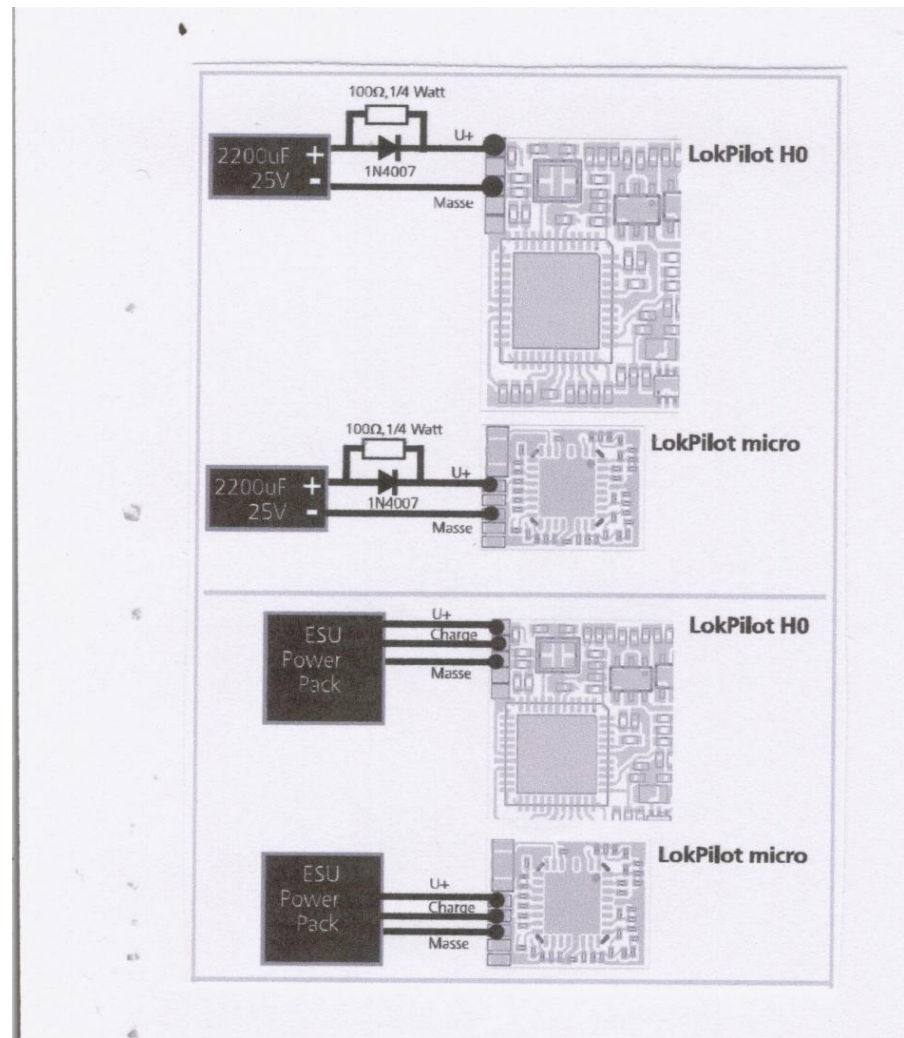 100Ω,1/4 Watt
U+
2200uF +
25V -
1N4007
Masse
LokPilot H0
100Ω,1/4 Watt
U+
2200uF +
25V -
1N4007
Masse
LokPilot micro
ESU
Power
Pack
U+
Charge
Masse
LokPilot H0
ESU
Power
Pack
U+
Charge
Masse
LokPilot micro